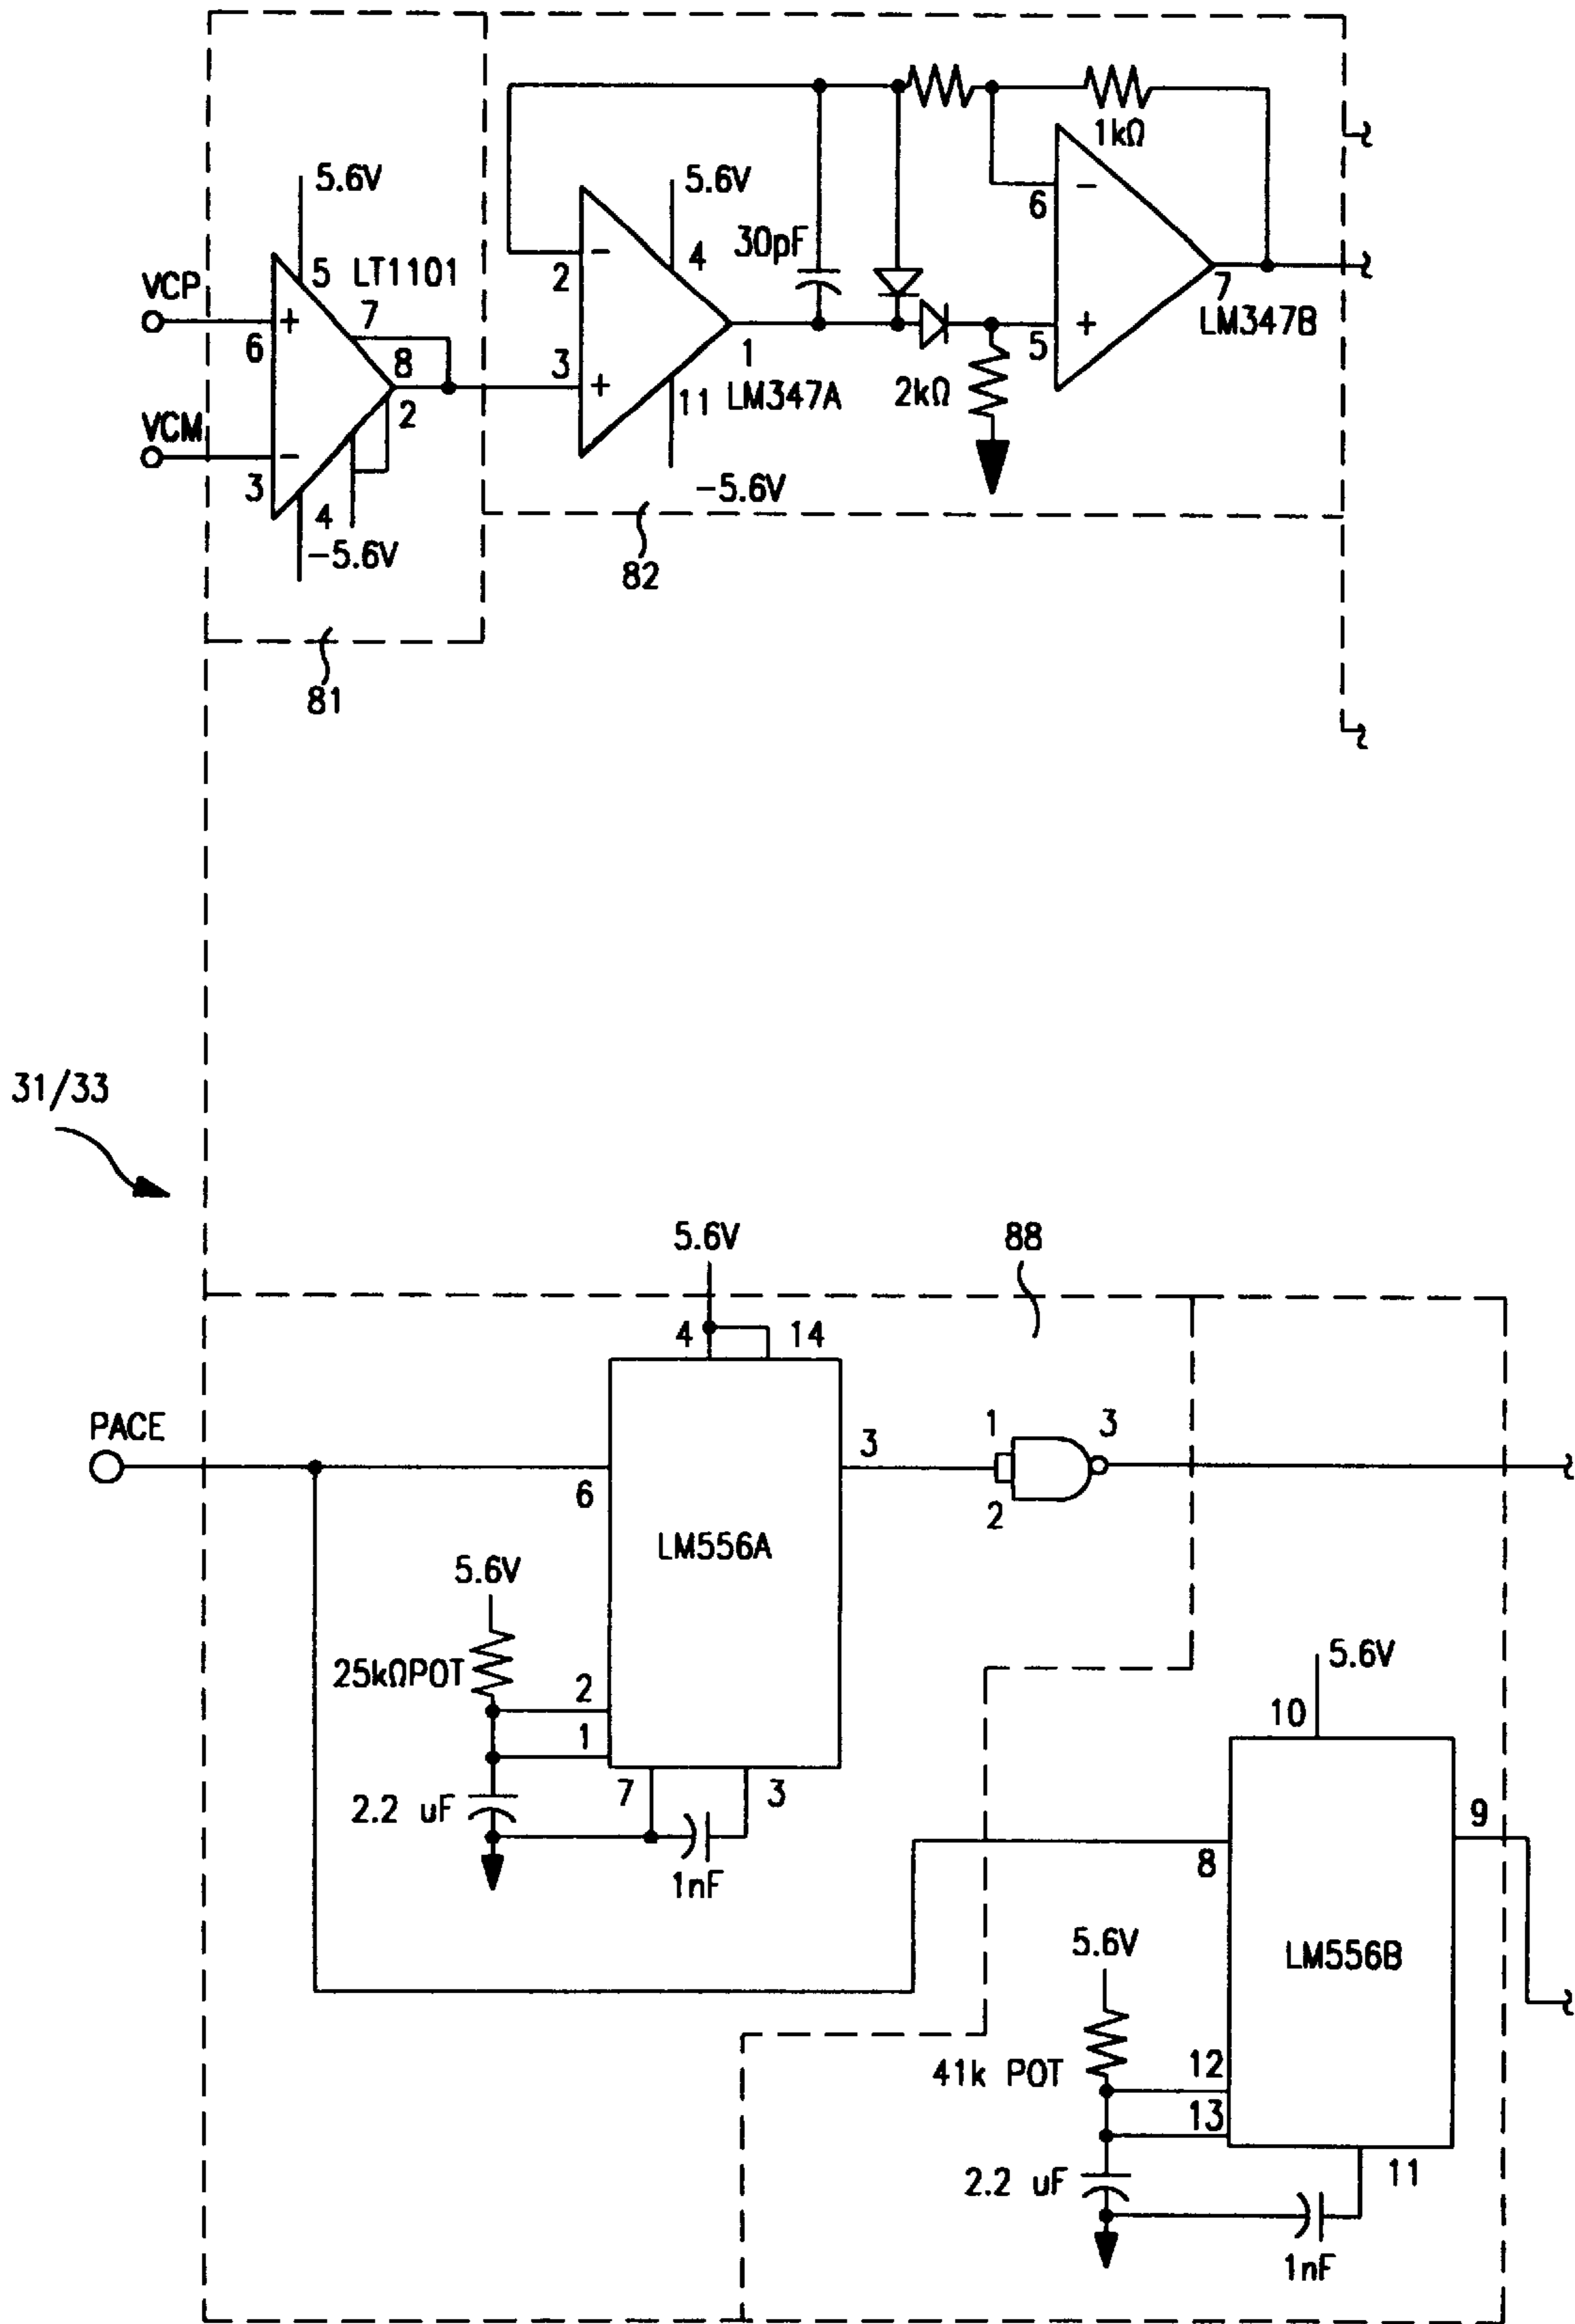 1kΩ
5.6V
5.6V
30pF
6
−
VCP
5
LT1101
−
2
4
7
+
6
7
LM347B
8
3
+
1
LM347A
+
5
2kΩ
VCM
2
11
−
3
4
−5.6V
−5.6V
82
81
31/33
5.6V
88
4
14
PACE
3
1
3
6
2
LM556A
5.6V
25kΩPOT
2
1
5.6V
10
2.2 uF
7
3
9
1nF
8
5.6V
LM556B
41k POT
12
13
2.2 uF
11
1nF